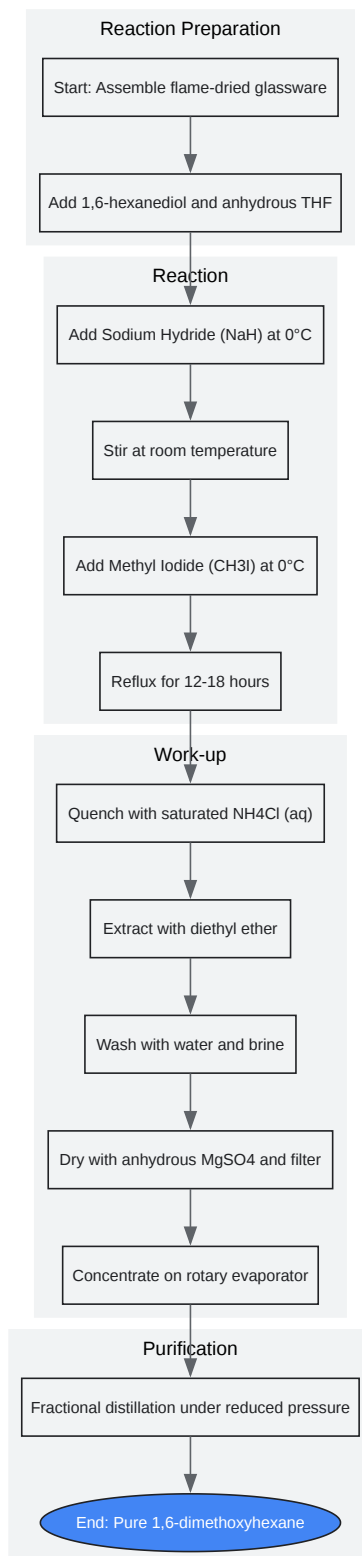 Reaction Preparation
Start: Assemble flame-dried glassware
Add 1,6-hexanediol and anhydrous THF
Reaction
Add Sodium Hydride (NaH) at 0°C
Stir at room temperature
Add Methyl Iodide (CH3I) at 0°C
Reflux for 12-18 hours
Work-up
Quench with saturated NH4Cl (aq)
Extract with diethyl ether
Wash with water and brine
Dry with anhydrous MgSO4 and filter
Concentrate on rotary evaporator
Purification
Fractional distillation under reduced pressure
End: Pure 1,6-dimethoxyhexane